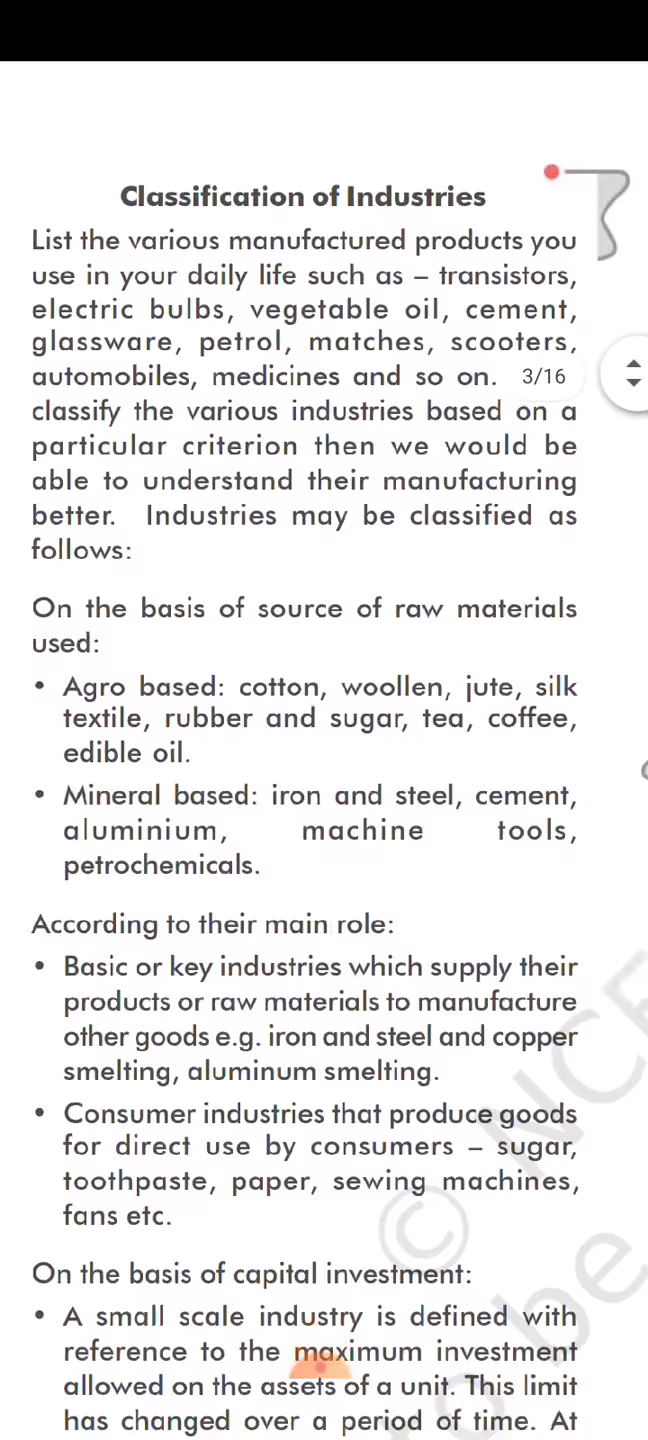 Classification of Industries
List the various manufactured products you
use in your daily life such as – transistors,
electric bulbs, vegetable oil, cement,
glassware, petrol, matches, scooters,
automobiles, medicines and so on. 3/16
classify the various industries based on a
particular criterion then we would be
able to understand their manufacturing
better. Industries may be classified as
follows:
On the basis of source of raw materials
used:
• Agro based: cotton, woollen, jute, silk
textile, rubber and sugar, tea, coffee,
edible oil.
• Mineral based: iron and steel, cement,
aluminium, machine tools,
petrochemicals.
According to their main role:
• Basic or key industries which supply their
products or raw materials to manufacture
other goods e.g. iron and steel and copper
smelting, aluminum smelting.
• Consumer industries that produce goods
for direct use by consumers – sugar,
toothpaste, paper, sewing machines,
fans etc.
On the basis of capital investment:
• A small scale industry is defined with
reference to the maximum investment
allowed on the assets of a unit. This limit
has changed over a period of time. At
© NCE
to be